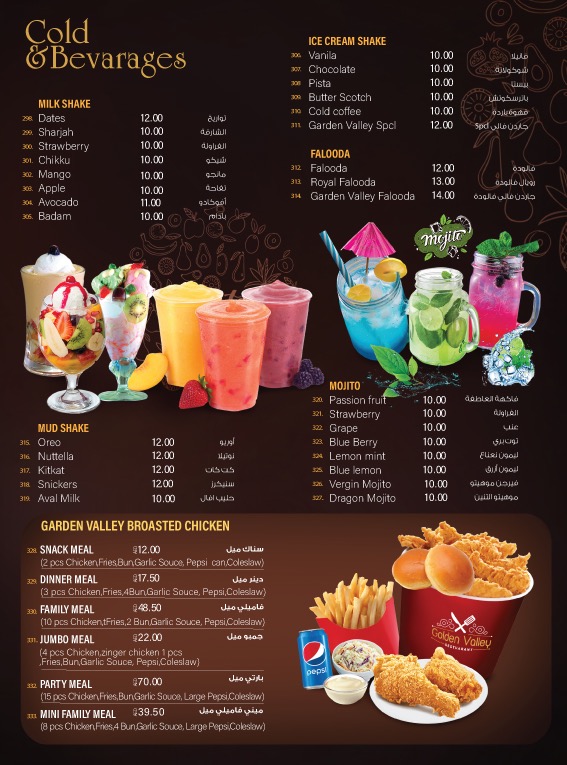 Cold
& Bevarages
MILK SHAKE
298. Dates 12.00 تواريخ
299. Sharjah 10.00 الشارقة
300. Strawberry 10.00 الفراولة
301. Chikku 10.00 شيكو
302. Mango 10.00 مانجو
303. Apple 10.00 تفاحة
304. Avocado 11.00 أفوكادو
305. Badam 10.00 بادام
ICE CREAM SHAKE
306. Vanila 10.00 فانيلا
307. Chocolate 10.00 شوكولاتة
308 Pista 10.00 بيستا
309. Butter Scotch 10.00 باترسكوتش
310. Cold coffee 10.00 قهوة باردة
311. Garden Valley Spcl 12.00 جاردن فالي Spcl
FALOODA
312. Falooda 12.00 فالودة
313. Royal Falooda 13.00 رويال فالودة
314. Garden Valley Falooda 14.00 جاردن فالي فالودة
mojito
MUD SHAKE
315. Oreo 12.00 أوريو
316. Nuttella 12.00 نوتيلا
317. Kitkat 12.00 كت كات
318. Snickers 12.00 سنيكرز
319. Aval Milk 10.00 حليب افال
MOJITO
320. Passion fruit 10.00 فاكهة العاطفة
321. Strawberry 10.00 الفراولة
322. Grape 10.00 عنب
323. Blue Berry 10.00 توت بري
324. Lemon mint 10.00 ليمون نعناع
325. Blue lemon 10.00 ليمون أزرق
326. Vergin Mojito 10.00 فيرجن موهيتو
327. Dragon Mojito 10.00 موهيتو التنين
GARDEN VALLEY BROASTED CHICKEN
328. SNACK MEAL 12.00 سناك ميل
(2 pcs Chicken,Fries,Bun,Garlic Souce, Pepsi can,Coleslaw)
329. DINNER MEAL 17.50 دينر ميل
(3 pcs Chicken,Fries,4Bun,Garlic Souce, Pepsi,Coleslaw)
330. FAMILY MEAL 48.50 فاميلي ميل
(10 pcs Chicken,tFries,2 Bun,Garlic Souce, Pepsi,Coleslaw)
331. JUMBO MEAL 22.00 جمبو ميل
(4 pcs Chicken,zinger chicken 1 pcs
,Fries,Bun,Garlic Souce, Pepsi,Coleslaw)
332. PARTY MEAL 70.00 بارتي ميل
(15 pcs Chicken,Fries,Bun,Garlic Souce, Large Pepsi,Coleslaw)
333. MINI FAMILY MEAL 39.50 ميني فاميلي ميل
(8 pcs Chicken,Fries,4 Bun,Garlic Souce, Large Pepsi,Coleslaw)
pepsi
Golden Valley
RESTAURANT